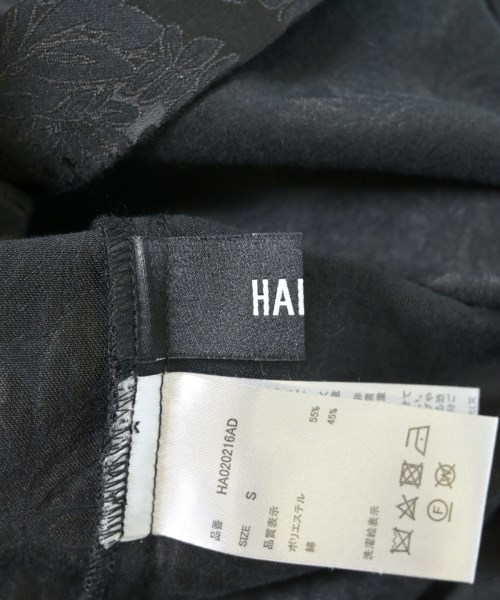 HAI
品番 HA020216AD
SIZE S
品質表示
ポリエステル 55%
綿 45%
洗濯絵表示